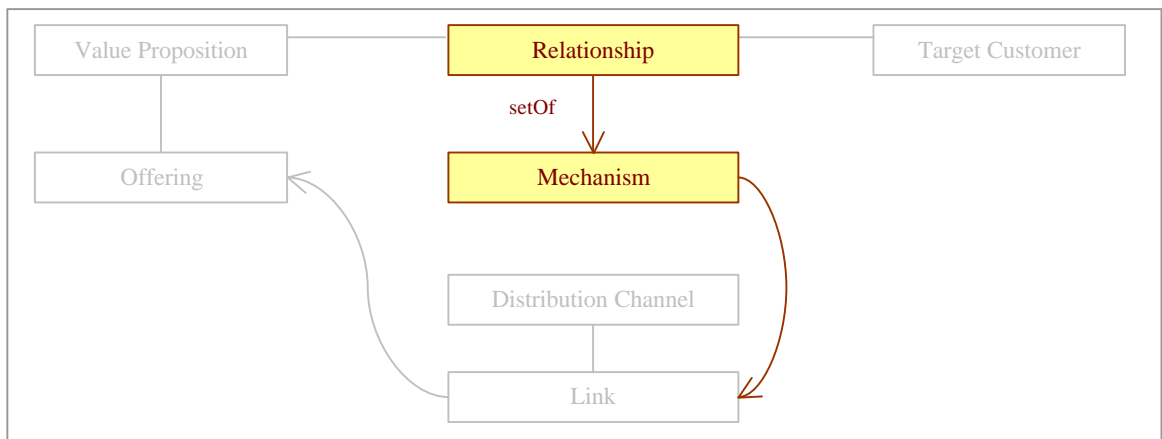 Value Proposition
Relationship
Target Customer
setOf
Offering
Mechanism
Distribution Channel
Link